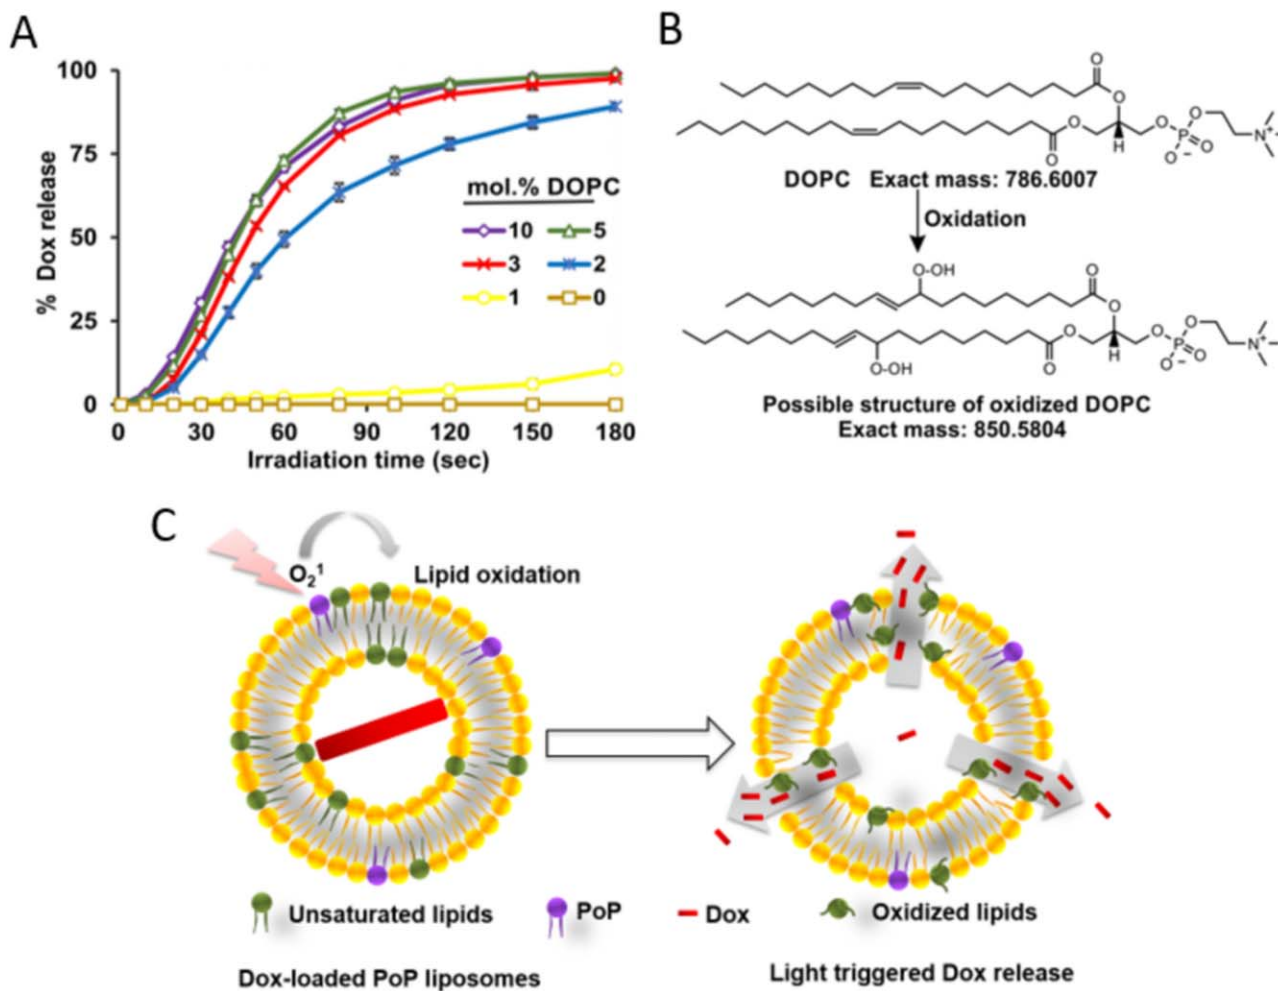 A
100
75
50
25
0
% Dox release
0 30 60 90 120 150 180
Irradiation time (sec)
mol.% DOPC
10 5
3 2
1 0
B
O
O
O
O
H
O
P
O
O
O⁻
N⁺
DOPC Exact mass: 786.6007
Oxidation
O-OH
O
O
O
O
H
O
P
O
O
O⁻
N⁺
O-OH
Possible structure of oxidized DOPC
Exact mass: 850.5804
C
O₂¹
Lipid oxidation
Unsaturated lipids
PoP
Dox
Oxidized lipids
Dox-loaded PoP liposomes
Light triggered Dox release